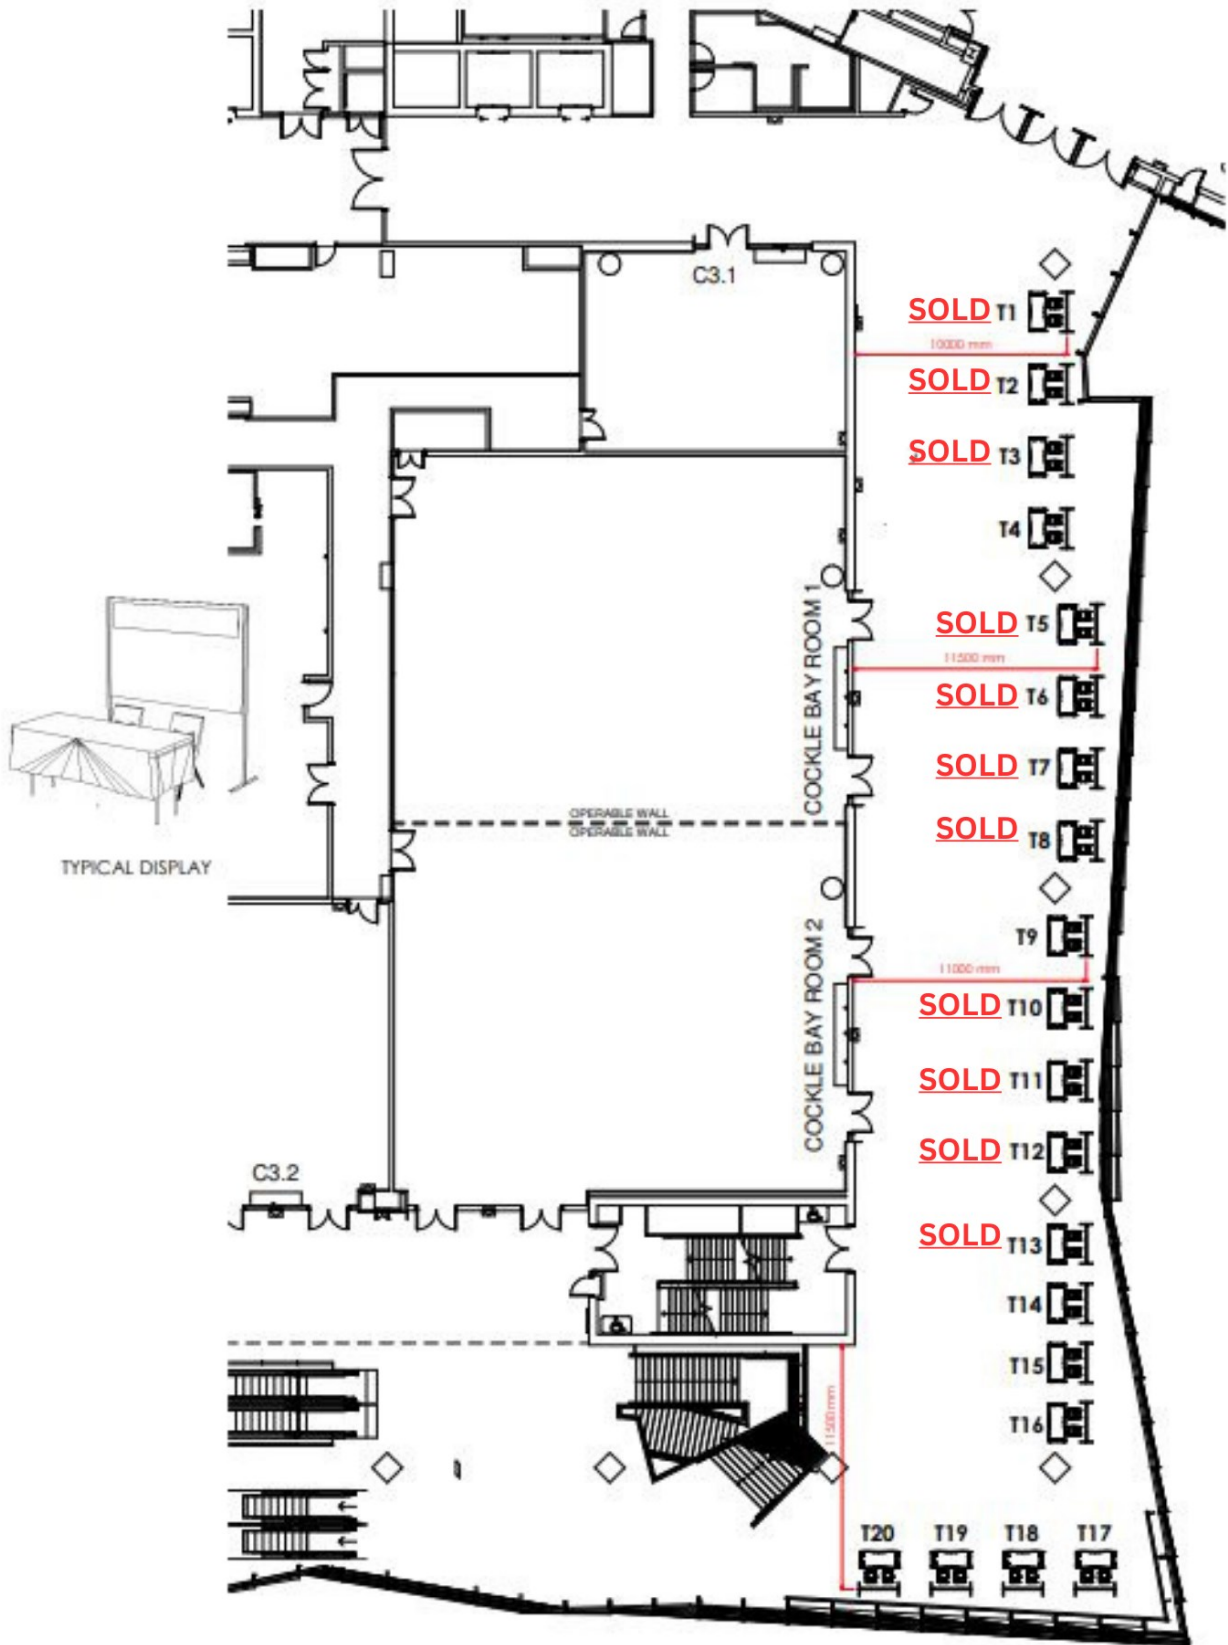 C3.1
SOLD T1
10000 mm
SOLD T2
SOLD T3
T4
COCKLE BAY ROOM 1
SOLD T5
11500 mm
SOLD T6
SOLD T7
OPERABLE WALL
OPERABLE WALL
SOLD T8
TYPICAL DISPLAY
COCKLE BAY ROOM 2
T9
11000 mm
SOLD T10
SOLD T11
SOLD T12
C3.2
SOLD T13
T14
T15
T16
11500 mm
T20 T19 T18 T17